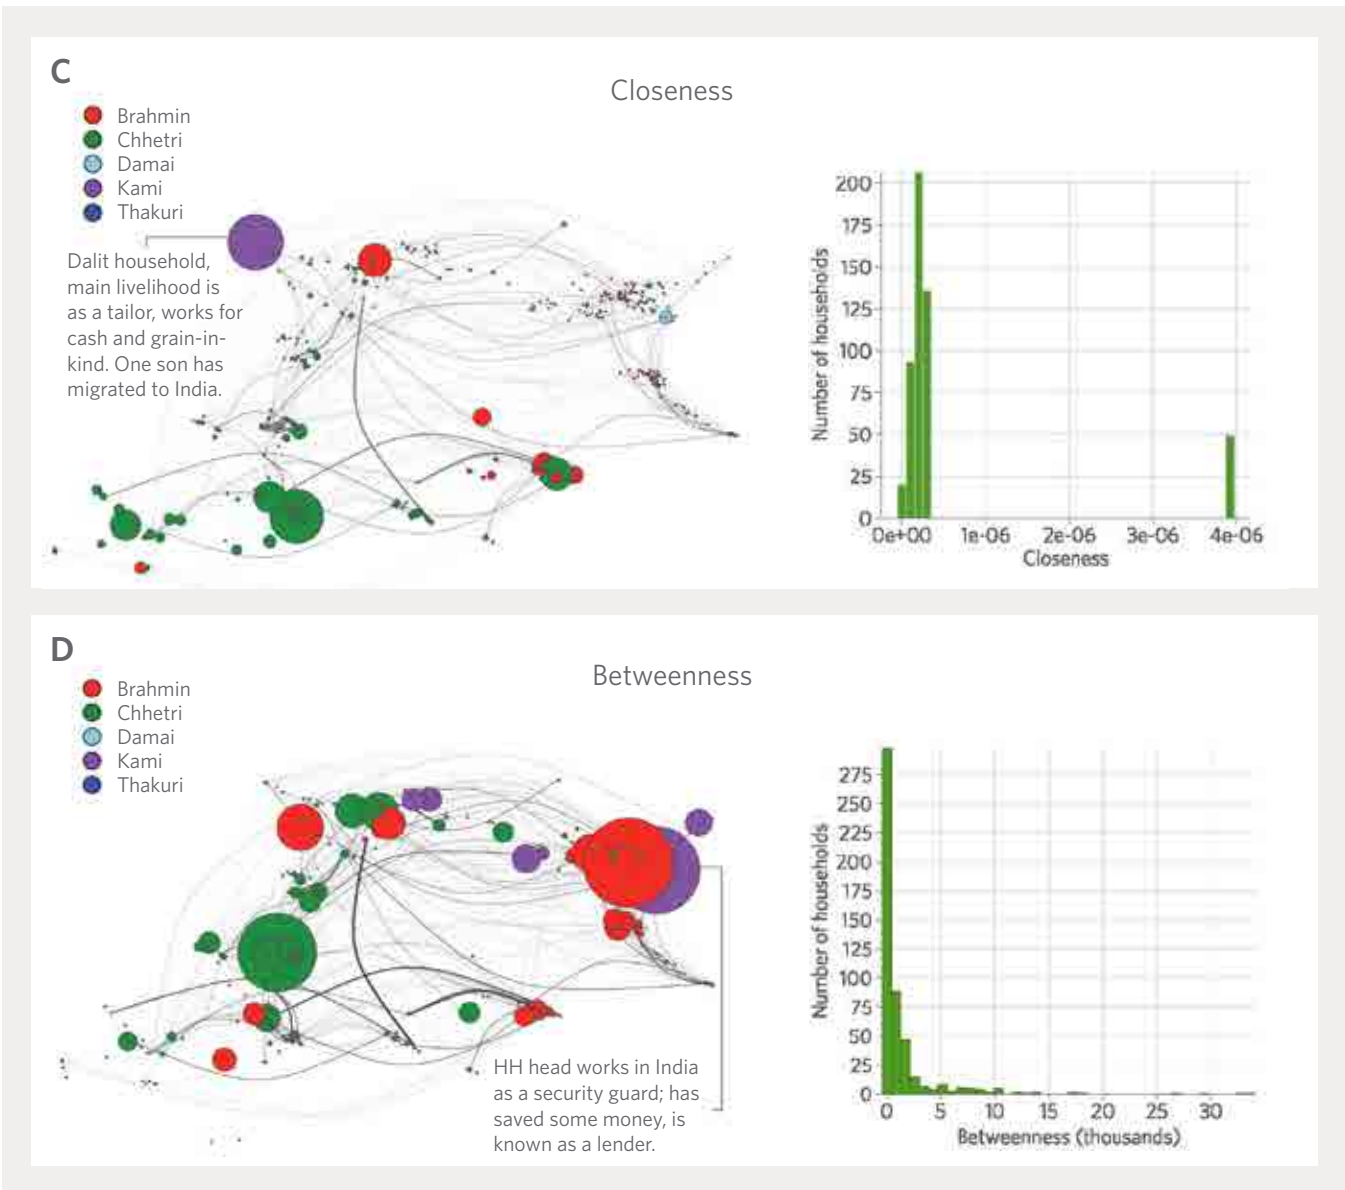 C
Closeness
Brahmin
Chhetri
Damai
Kami
Thakuri
Dalit household,
main livelihood is
as a tailor, works for
cash and grain-in-
kind. One son has
migrated to India.
Number of households
200
175
150
125
100
75
50
25
0
0e+00 1e-06 2e-06 3e-06 4e-06
Closeness
D
Betweenness
Brahmin
Chhetri
Damai
Kami
Thakuri
HH head works in India
as a security guard; has
saved some money, is
known as a lender.
Number of households
275
250
225
200
175
150
125
100
75
50
25
0
0 5 10 15 20 25 30
Betweenness (thousands)